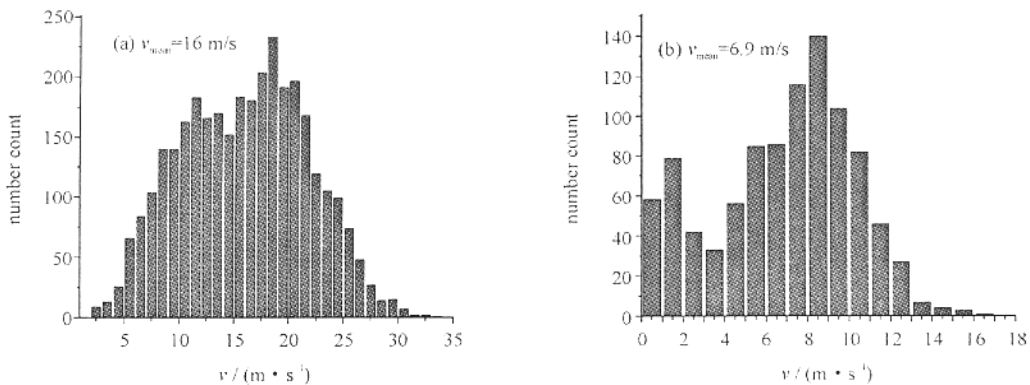 250
200
150
100
50
0
number count
(a) v_mean=16 m/s
5 10 15 20 25 30 35
v / (m · s⁻¹)
140
120
100
80
60
40
20
0
number count
(b) v_mean=6.9 m/s
0 2 4 6 8 10 12 14 16 18
v / (m · s⁻¹)